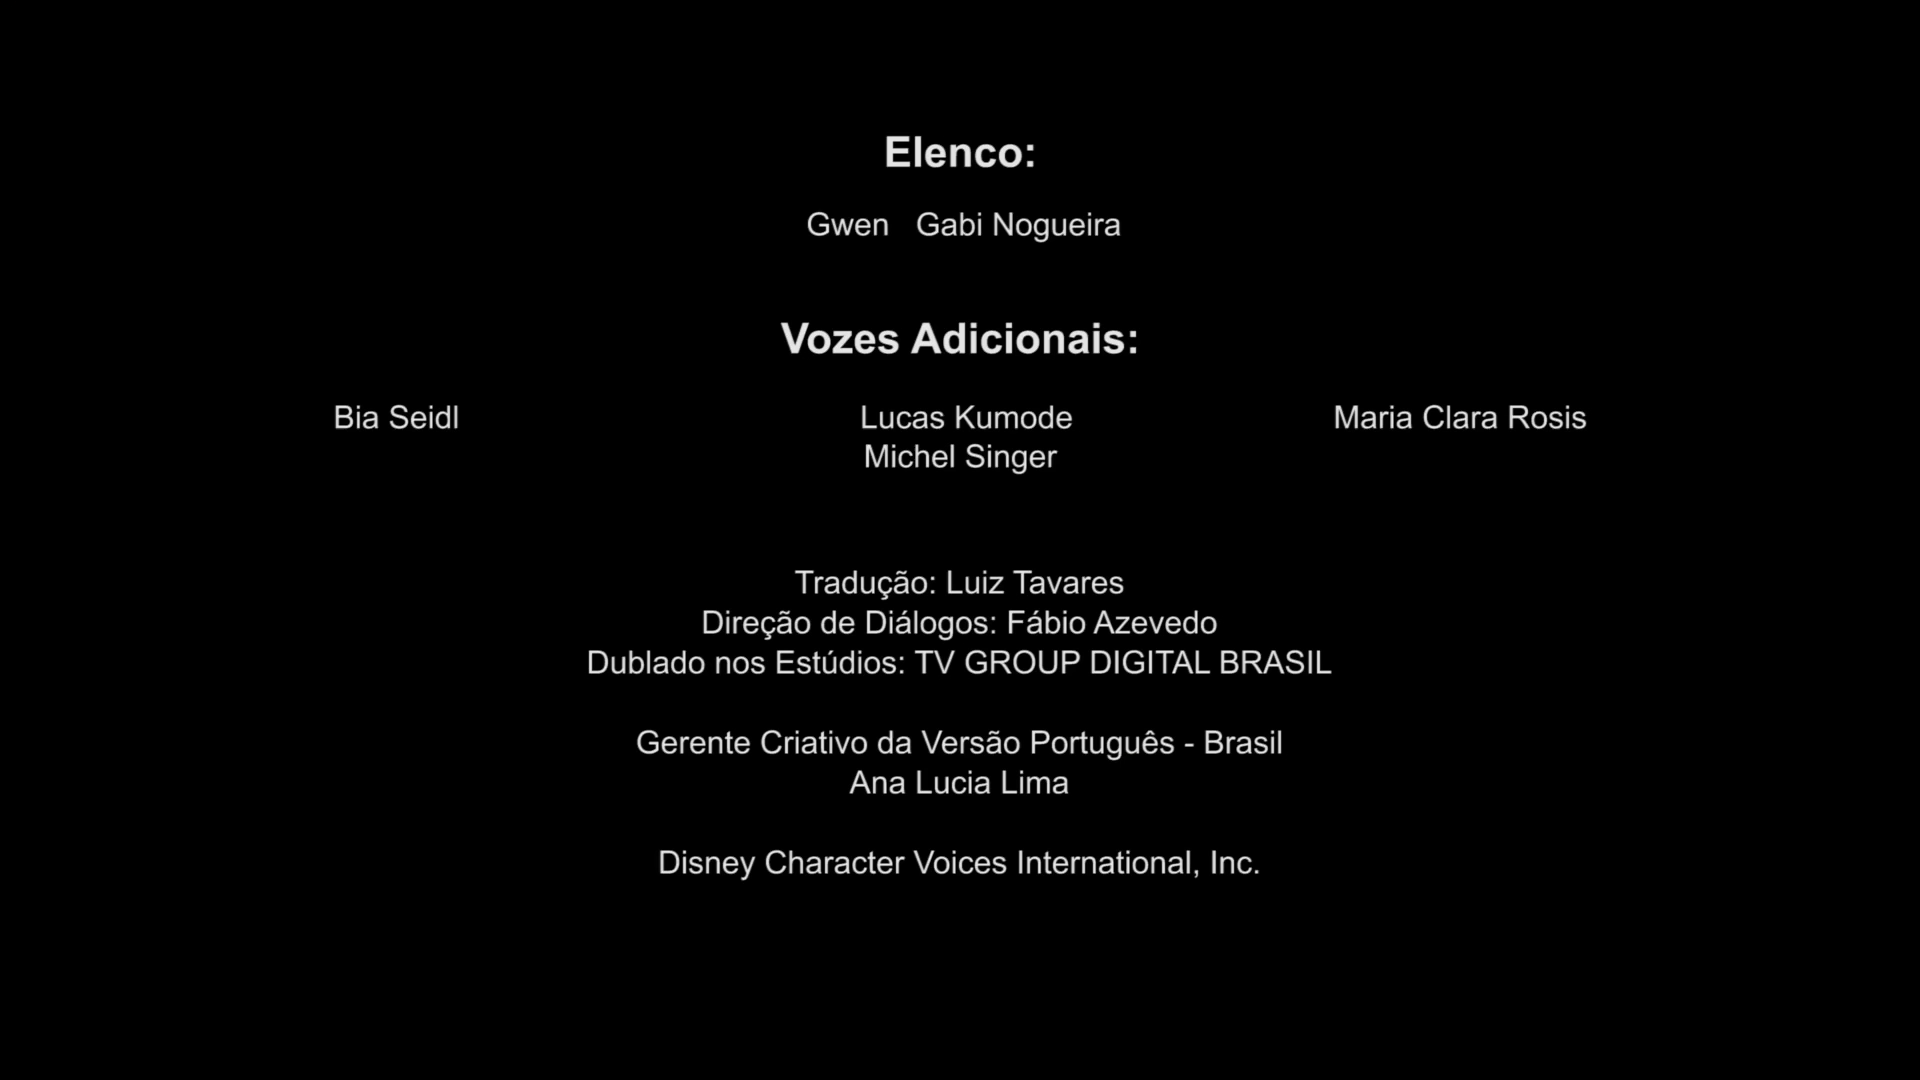 Elenco:
Gwen Gabi Nogueira
Vozes Adicionais:
Bia Seidl Lucas Kumode Maria Clara Rosis
Michel Singer
Tradução: Luiz Tavares
Direção de Diálogos: Fábio Azevedo
Dublado nos Estúdios: TV GROUP DIGITAL BRASIL
Gerente Criativo da Versão Português - Brasil
Ana Lucia Lima
Disney Character Voices International, Inc.